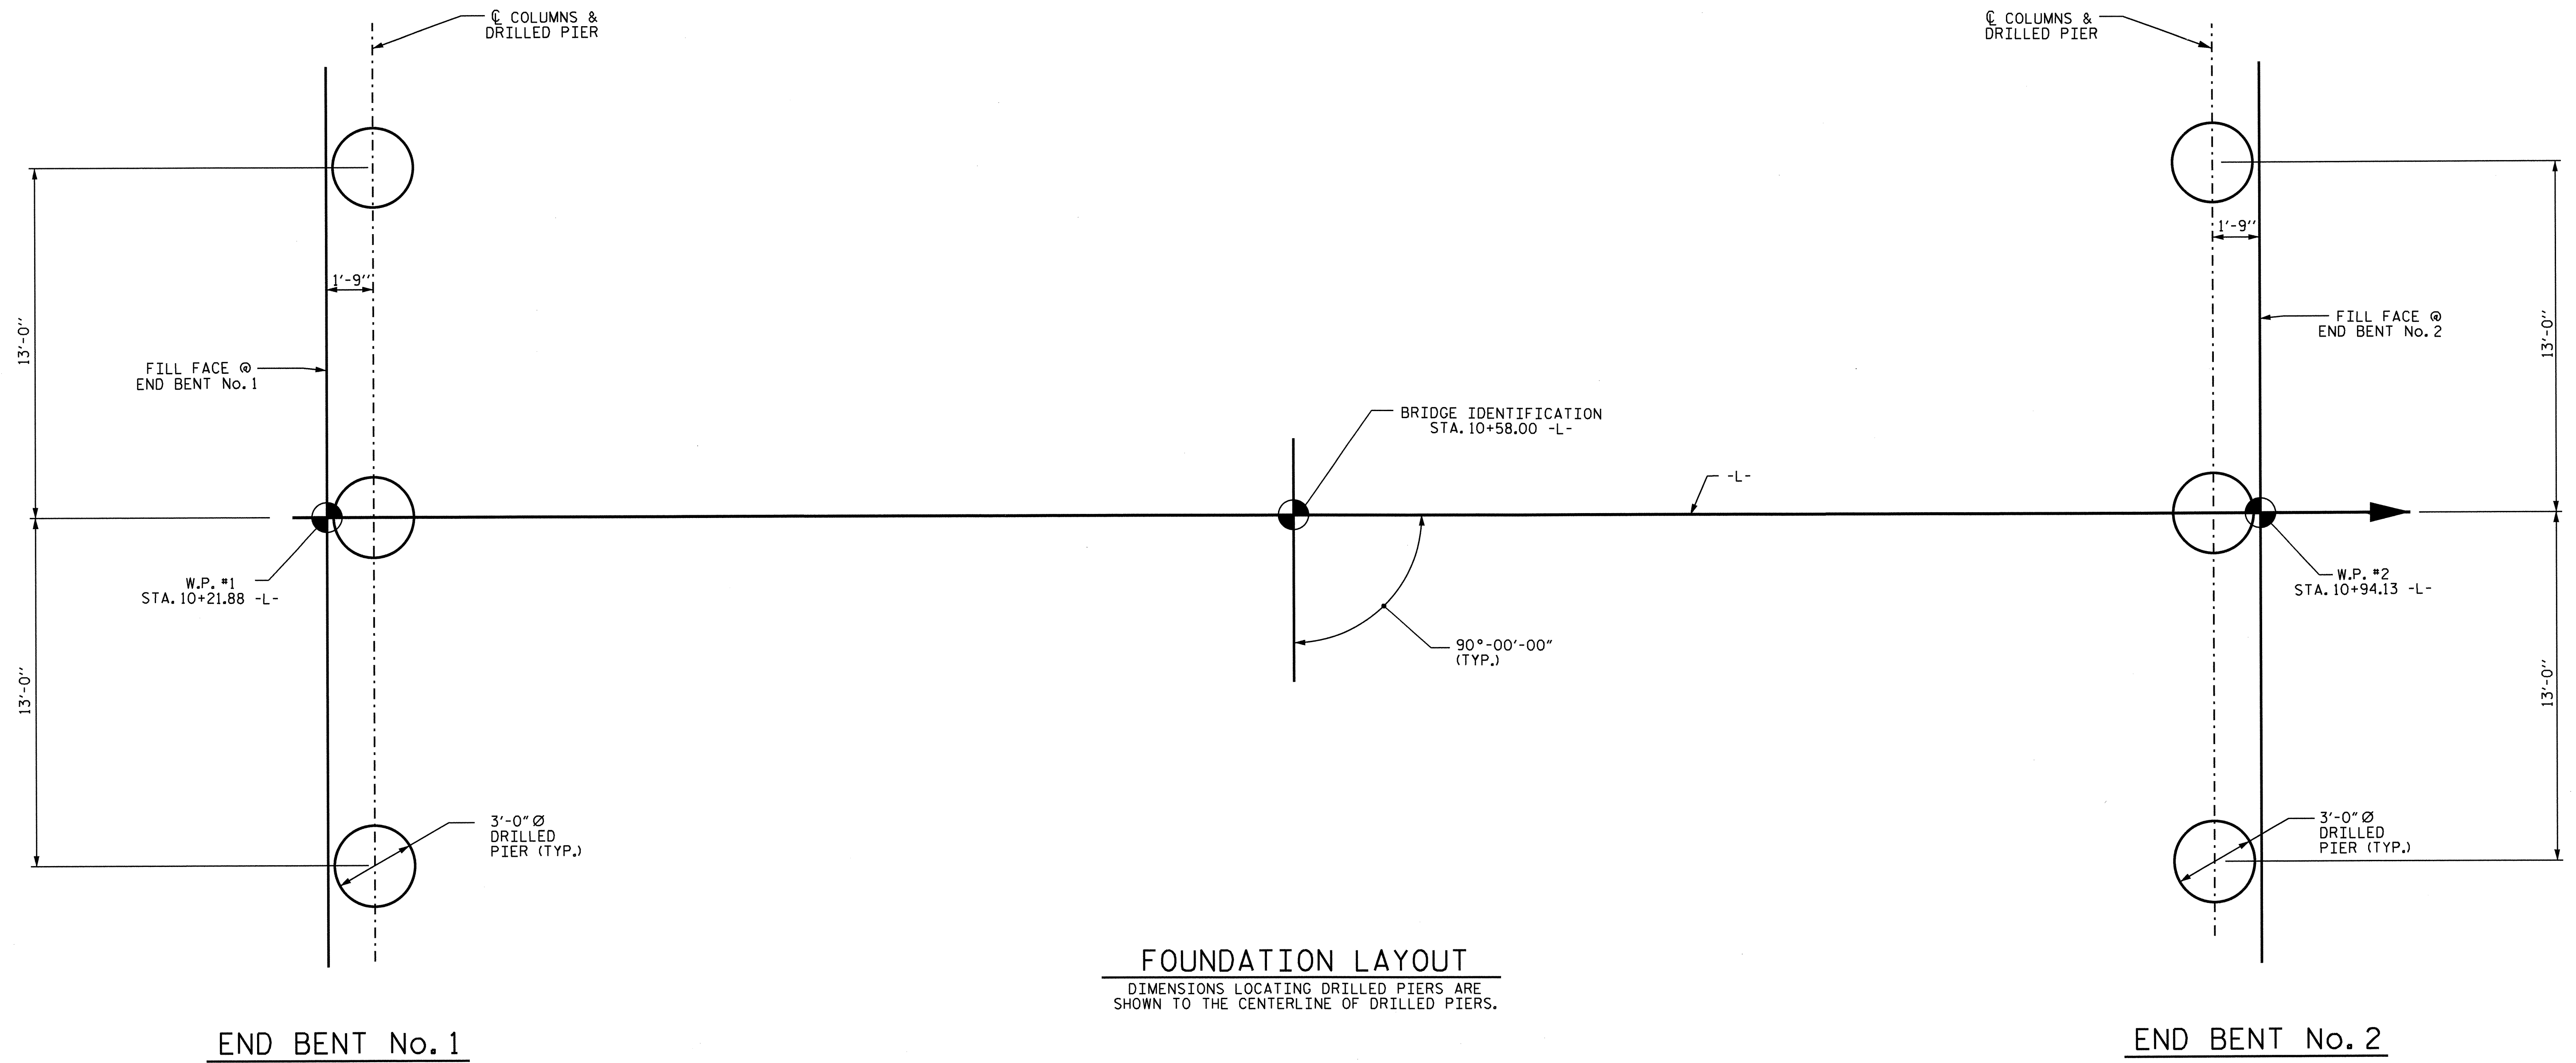 ℄ COLUMNS &
DRILLED PIER
℄ COLUMNS &
DRILLED PIER
1'-9''
1'-9''
13'-0''
13'-0''
FILL FACE @
END BENT No. 1
FILL FACE @
END BENT No. 2
BRIDGE IDENTIFICATION
STA. 10+58.00 -L-
-L-
W.P. #1
STA. 10+21.88 -L-
W.P. #2
STA. 10+94.13 -L-
90°-00'-00"
(TYP.)
13'-0''
13'-0''
3'-0" Ø
DRILLED
PIER (TYP.)
3'-0" Ø
DRILLED
PIER (TYP.)
FOUNDATION LAYOUT
DIMENSIONS LOCATING DRILLED PIERS ARE
SHOWN TO THE CENTERLINE OF DRILLED PIERS.
END BENT No. 1
END BENT No. 2